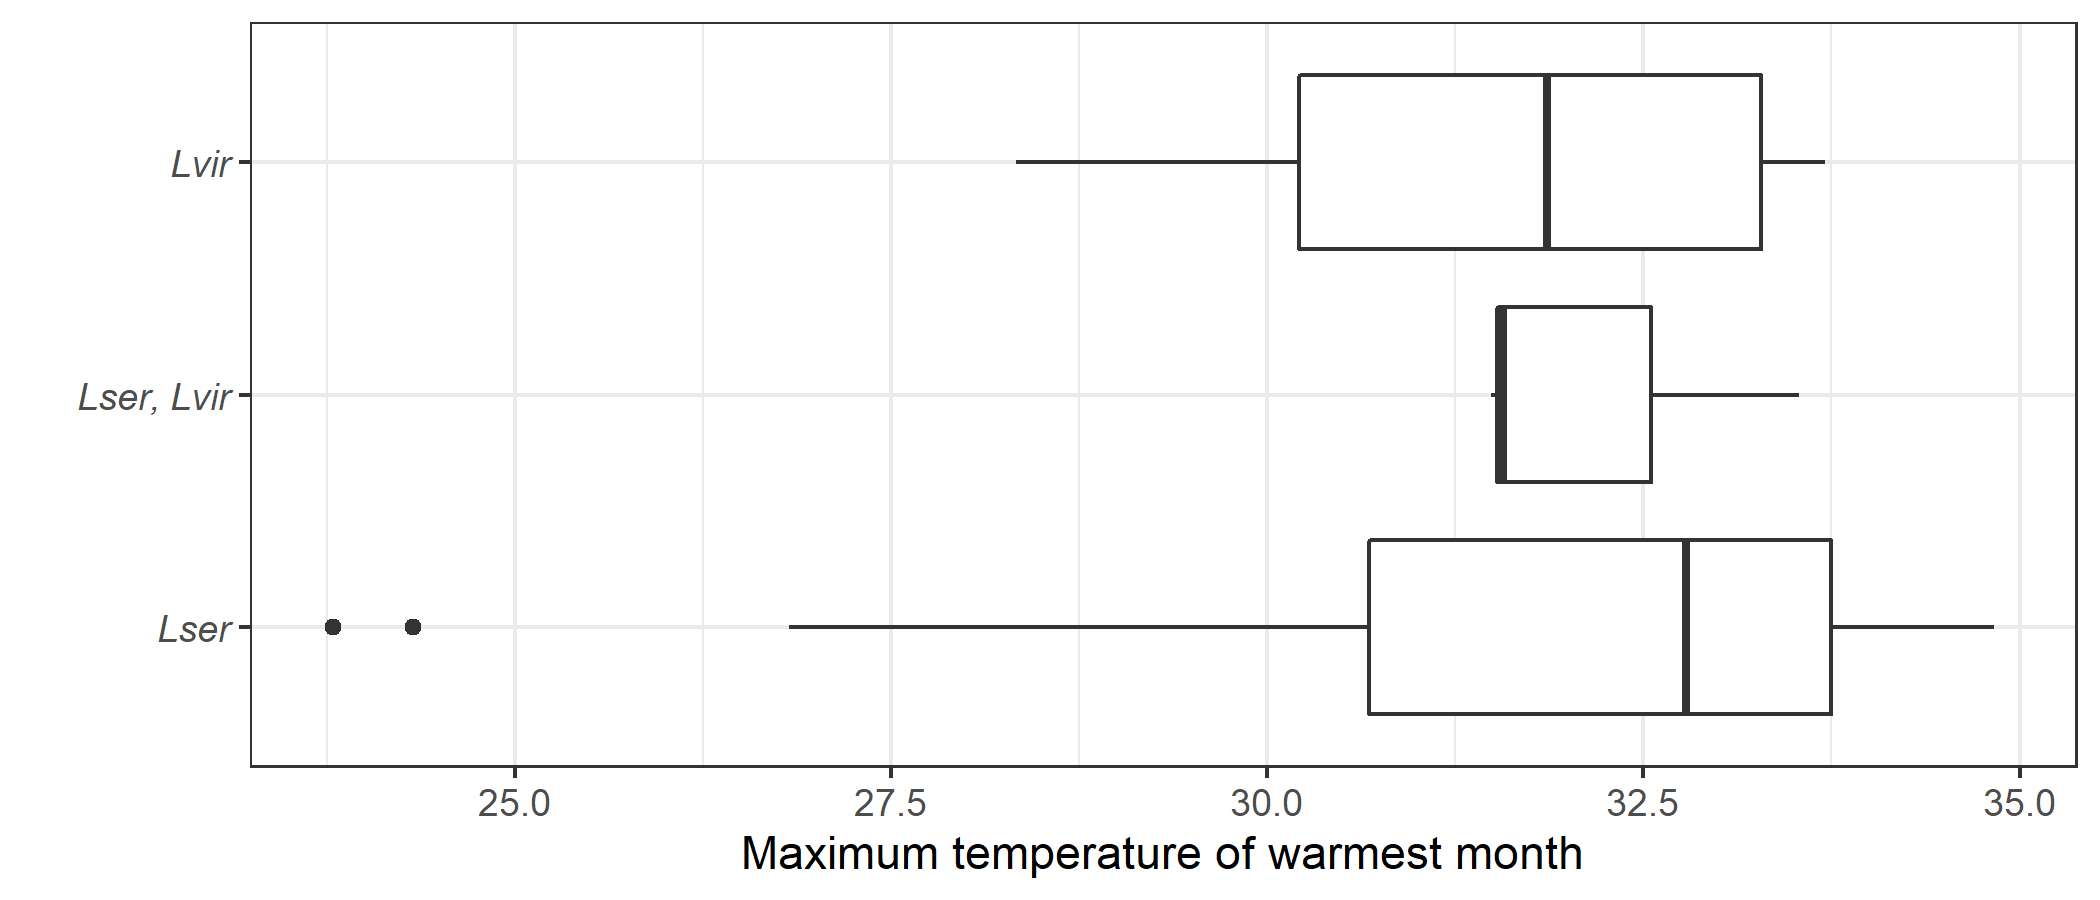 Lvir
Lser, Lvir
Lser
25.0 27.5 30.0 32.5 35.0
Maximum temperature of warmest month